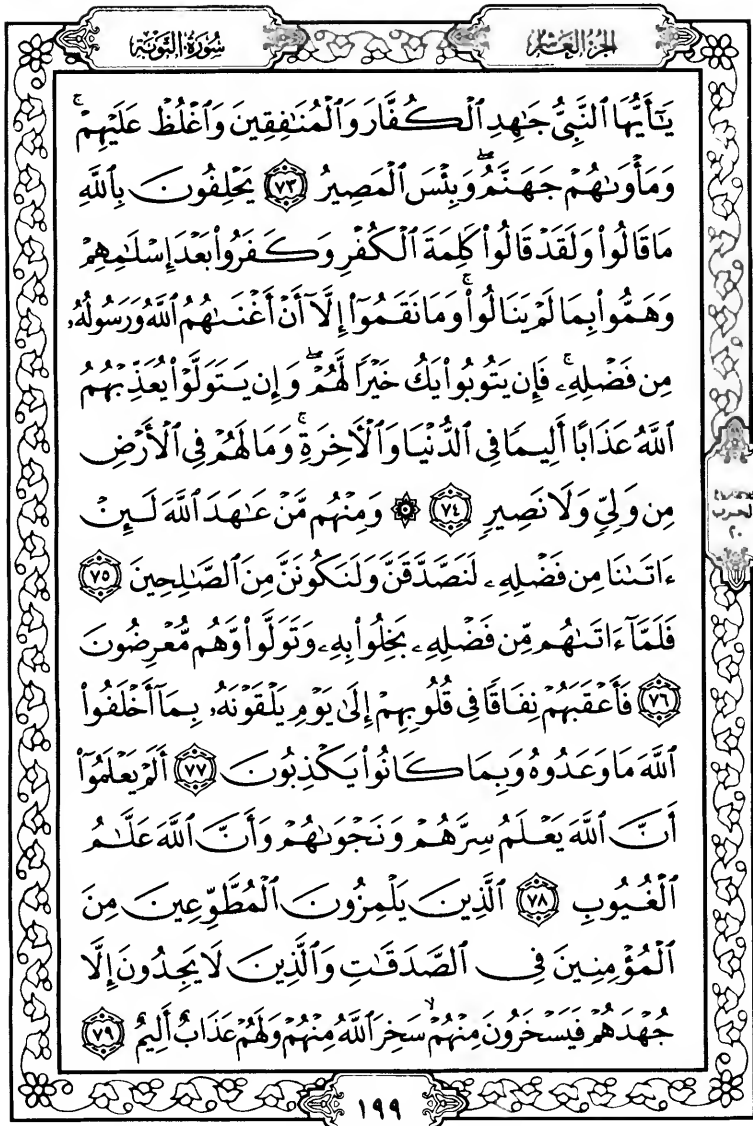 الجزء العاشر
سُورَةُ التَّوْبَةِ
يَٰٓأَيُّهَا ٱلنَّبِىُّ جَٰهِدِ ٱلْكُفَّارَ وَٱلْمُنَٰفِقِينَ وَٱغْلُظْ عَلَيْهِمْ ۚ
وَمَأْوَىٰهُمْ جَهَنَّمُ ۖ وَبِئْسَ ٱلْمَصِيرُ ٧٣ يَحْلِفُونَ بِٱللَّهِ
مَا قَالُوا۟ وَلَقَدْ قَالُوا۟ كَلِمَةَ ٱلْكُفْرِ وَكَفَرُوا۟ بَعْدَ إِسْلَٰمِهِمْ
وَهَمُّوا۟ بِمَا لَمْ يَنَالُوا۟ ۚ وَمَا نَقَمُوٓا۟ إِلَّآ أَنْ أَغْنَىٰهُمُ ٱللَّهُ وَرَسُولُهُۥ
مِن فَضْلِهِۦ ۚ فَإِن يَتُوبُوا۟ يَكُ خَيْرًا لَّهُمْ ۖ وَإِن يَتَوَلَّوْا۟ يُعَذِّبْهُمُ
ٱللَّهُ عَذَابًا أَلِيمًا فِى ٱلدُّنْيَا وَٱلْءَاخِرَةِ ۚ وَمَا لَهُمْ فِى ٱلْأَرْضِ
مِن وَلِىٍّ وَلَا نَصِيرٍ ٧٤ ۞ وَمِنْهُم مَّنْ عَٰهَدَ ٱللَّهَ لَئِنْ
ءَاتَىٰنَا مِن فَضْلِهِۦ لَنَصَّدَّقَنَّ وَلَنَكُونَنَّ مِنَ ٱلصَّٰلِحِينَ ٧٥
فَلَمَّآ ءَاتَىٰهُم مِّن فَضْلِهِۦ بَخِلُوا۟ بِهِۦ وَتَوَلَّوا۟ وَّهُم مُّعْرِضُونَ
٧٦ فَأَعْقَبَهُمْ نِفَاقًا فِى قُلُوبِهِمْ إِلَىٰ يَوْمِ يَلْقَوْنَهُۥ بِمَآ أَخْلَفُوا۟
ٱللَّهَ مَا وَعَدُوهُ وَبِمَا كَانُوا۟ يَكْذِبُونَ ٧٧ أَلَمْ يَعْلَمُوٓا۟
أَنَّ ٱللَّهَ يَعْلَمُ سِرَّهُمْ وَنَجْوَىٰهُمْ وَأَنَّ ٱللَّهَ عَلَّٰمُ
ٱلْغُيُوبِ ٧٨ ٱلَّذِينَ يَلْمِزُونَ ٱلْمُطَّوِّعِينَ مِنَ
ٱلْمُؤْمِنِينَ فِى ٱلصَّدَقَٰتِ وَٱلَّذِينَ لَا يَجِدُونَ إِلَّا
جُهْدَهُمْ فَيَسْخَرُونَ مِنْهُمْ ۙ سَخِرَ ٱللَّهُ مِنْهُمْ وَلَهُمْ عَذَابٌ أَلِيمٌ ٧٩
الحزب
٢٠
١٩٩